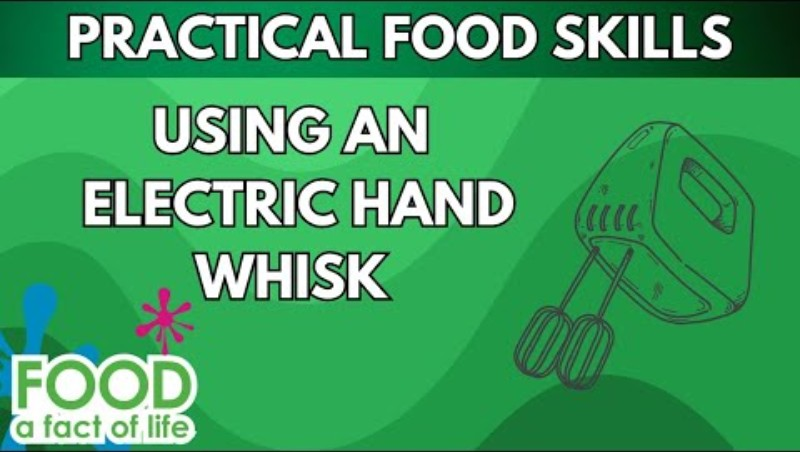 PRACTICAL FOOD SKILLS
USING AN
ELECTRIC HAND
WHISK
FOOD
a fact of life